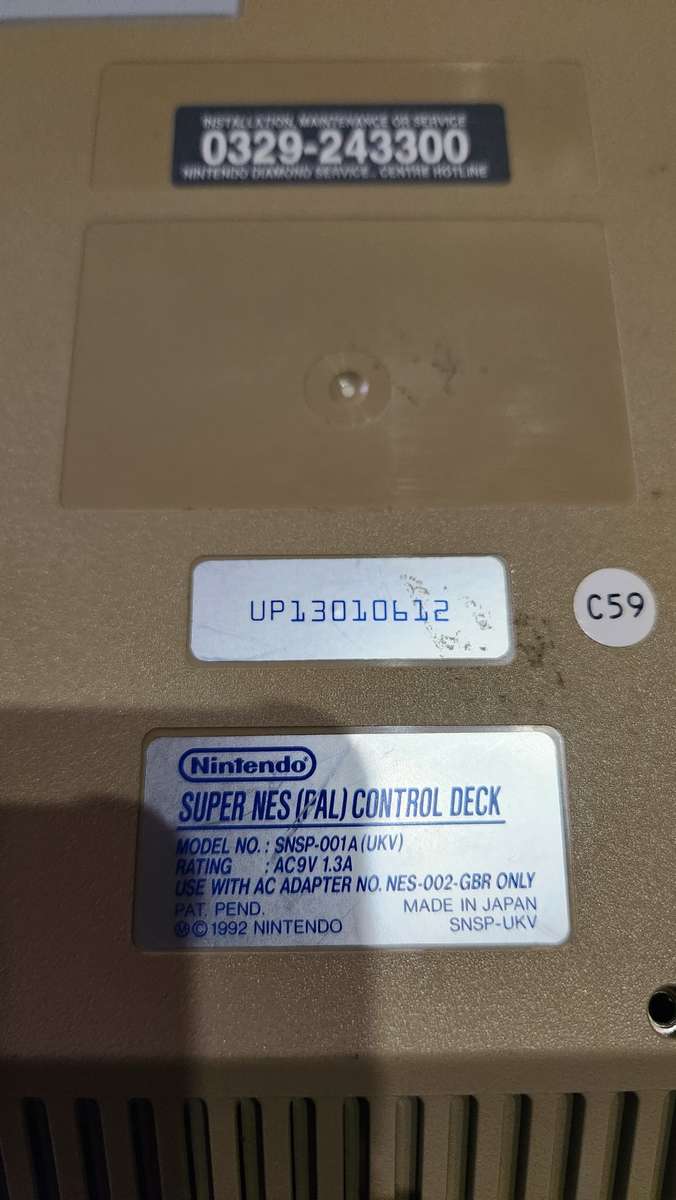 INSTALLATION, MAINTENANCE OR SERVICE
0329-243300
NINTENDO DIAMOND SERVICE. CENTRE HOTLINE
UP13010612
C59
Nintendo®
SUPER NES (PAL) CONTROL DECK
MODEL NO. : SNSP-001A (UKV)
RATING : AC9V 1.3A
USE WITH AC ADAPTER NO. NES-002-GBR ONLY
PAT. PEND. MADE IN JAPAN
Ⓜ © 1992 NINTENDO SNSP-UKV